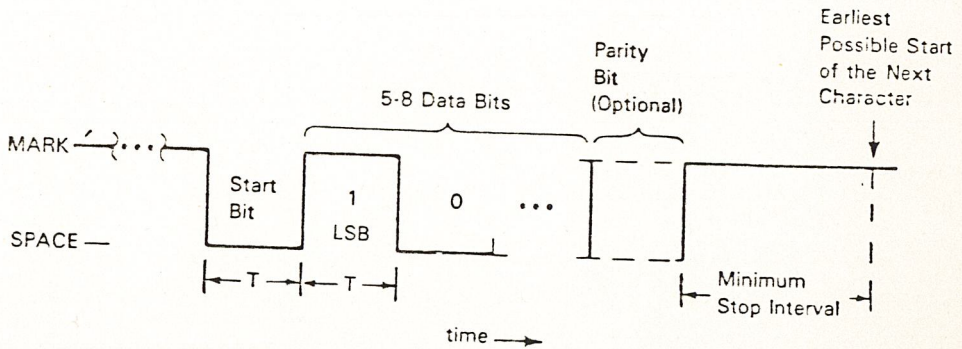 Earliest
Possible Start
of the Next
Character
Parity
Bit
(Optional)
5-8 Data Bits
MARK
Start
Bit
1
LSB
0
...
SPACE
T
T
Minimum
Stop Interval
time